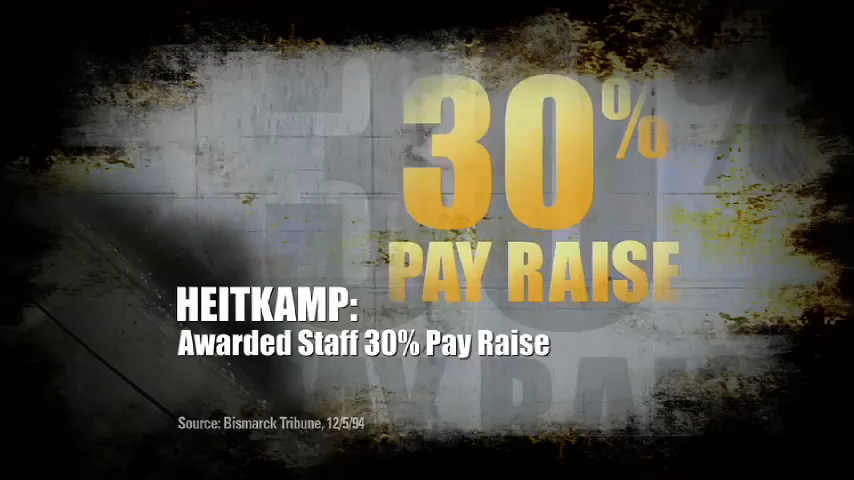 30%
PAY RAISE
HEITKAMP:
Awarded Staff 30% Pay Raise
Source: Bismarck Tribune, 12/5/94